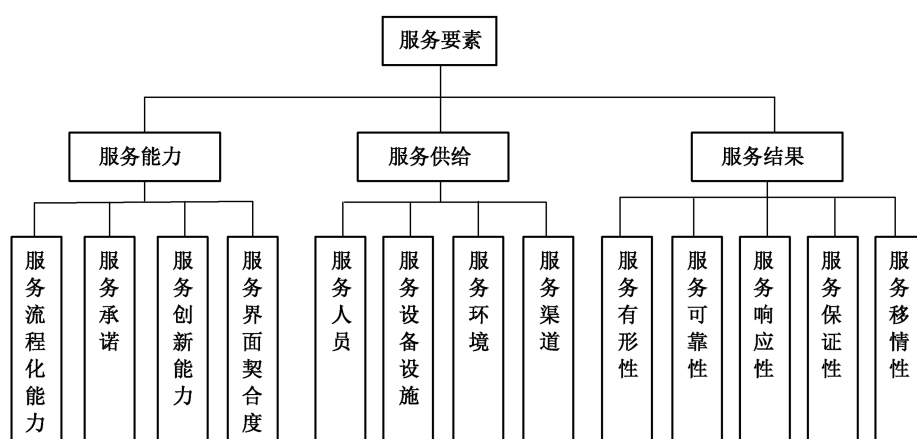 服务要素
服务能力
服务供给
服务结果
服务流程化能力
服务承诺
服务创新能力
服务界面契合度
服务人员
服务设备设施
服务环境
服务渠道
服务有形性
服务可靠性
服务响应性
服务保证性
服务移情性